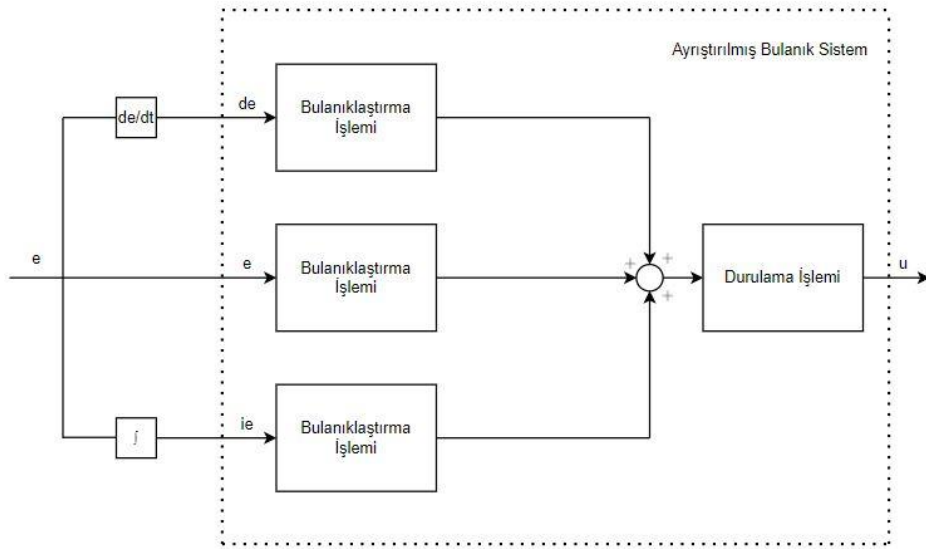 Ayrıştırılmış Bulanık Sistem
de/dt
de
Bulanıklaştırma
İşlemi
e
e
Bulanıklaştırma
İşlemi
+
+
+
Durulama İşlemi
u
∫
ie
Bulanıklaştırma
İşlemi